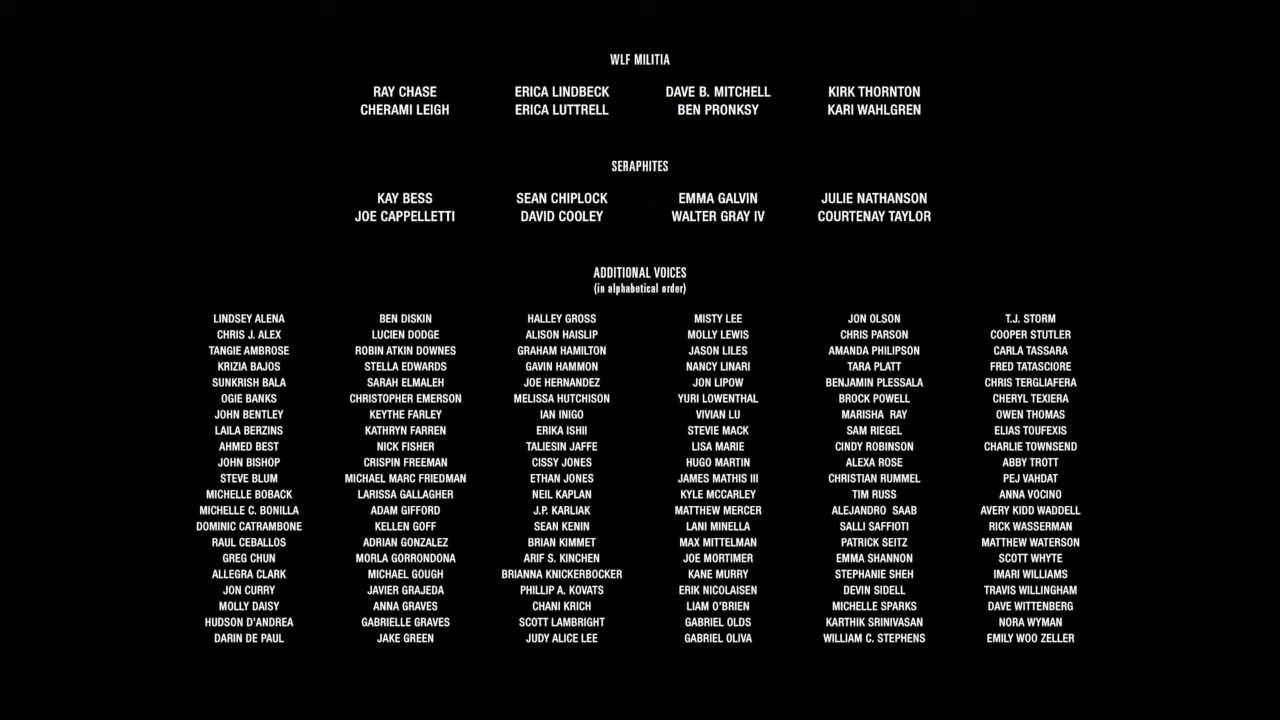 WLF MILITIA
RAY CHASE ERICA LINDBECK DAVE B. MITCHELL KIRK THORNTON
CHERAMI LEIGH ERICA LUTTRELL BEN PRONKSY KARI WAHLGREN
SERAPHITES
KAY BESS SEAN CHIPLOCK EMMA GALVIN JULIE NATHANSON
JOE CAPPELLETTI DAVID COOLEY WALTER GRAY IV COURTENAY TAYLOR
ADDITIONAL VOICES
(in alphabetical order)
LINDSEY ALENA BEN DISKIN HALLEY GROSS MISTY LEE JON OLSON T.J. STORM
CHRIS J. ALEX LUCIEN DODGE ALISON HAISLIP MOLLY LEWIS CHRIS PARSON COOPER STUTLER
TANGIE AMBROSE ROBIN ATKIN DOWNES GRAHAM HAMILTON JASON LILES AMANDA PHILIPSON CARLA TASSARA
KRIZIA BAJOS STELLA EDWARDS GAVIN HAMMON NANCY LINARI TARA PLATT FRED TATASCIORE
SUNKRISH BALA SARAH ELMALEH JOE HERNANDEZ JON LIPOW BENJAMIN PLESSALA CHRIS TERGLIAFERA
OGIE BANKS CHRISTOPHER EMERSON MELISSA HUTCHISON YURI LOWENTHAL BROCK POWELL CHERYL TEXIERA
JOHN BENTLEY KEYTHE FARLEY IAN INIGO VIVIAN LU MARISHA RAY OWEN THOMAS
LAILA BERZINS KATHRYN FARREN ERIKA ISHII STEVIE MACK SAM RIEGEL ELIAS TOUFEXIS
AHMED BEST NICK FISHER TALIESIN JAFFE LISA MARIE CINDY ROBINSON CHARLIE TOWNSEND
JOHN BISHOP CRISPIN FREEMAN CISSY JONES HUGO MARTIN ALEXA ROSE ABBY TROTT
STEVE BLUM MICHAEL MARC FRIEDMAN ETHAN JONES JAMES MATHIS III CHRISTIAN RUMMEL PEJ VAHDAT
MICHELLE BOBACK LARISSA GALLAGHER NEIL KAPLAN KYLE MCCARLEY TIM RUSS ANNA VOCINO
MICHELLE C. BONILLA ADAM GIFFORD J.P. KARLIAK MATTHEW MERCER ALEJANDRO SAAB AVERY KIDD WADDELL
DOMINIC CATRAMBONE KELLEN GOFF SEAN KENIN LANI MINELLA SALLI SAFFIOTI RICK WASSERMAN
RAUL CEBALLOS ADRIAN GONZALEZ BRIAN KIMMET MAX MITTELMAN PATRICK SEITZ MATTHEW WATERSON
GREG CHUN MORLA GORRONDONA ARIF S. KINCHEN JOE MORTIMER EMMA SHANNON SCOTT WHYTE
ALLEGRA CLARK MICHAEL GOUGH BRIANNA KNICKERBOCKER KANE MURRY STEPHANIE SHEH IMARI WILLIAMS
JON CURRY JAVIER GRAJEDA PHILLIP A. KOVATS ERIK NICOLAISEN DEVIN SIDELL TRAVIS WILLINGHAM
MOLLY DAISY ANNA GRAVES CHANI KRICH LIAM O'BRIEN MICHELLE SPARKS DAVE WITTENBERG
HUDSON D'ANDREA GABRIELLE GRAVES SCOTT LAMBRIGHT GABRIEL OLDS KARTHIK SRINIVASAN NORA WYMAN
DARIN DE PAUL JAKE GREEN JUDY ALICE LEE GABRIEL OLIVA WILLIAM C. STEPHENS EMILY WOO ZELLER